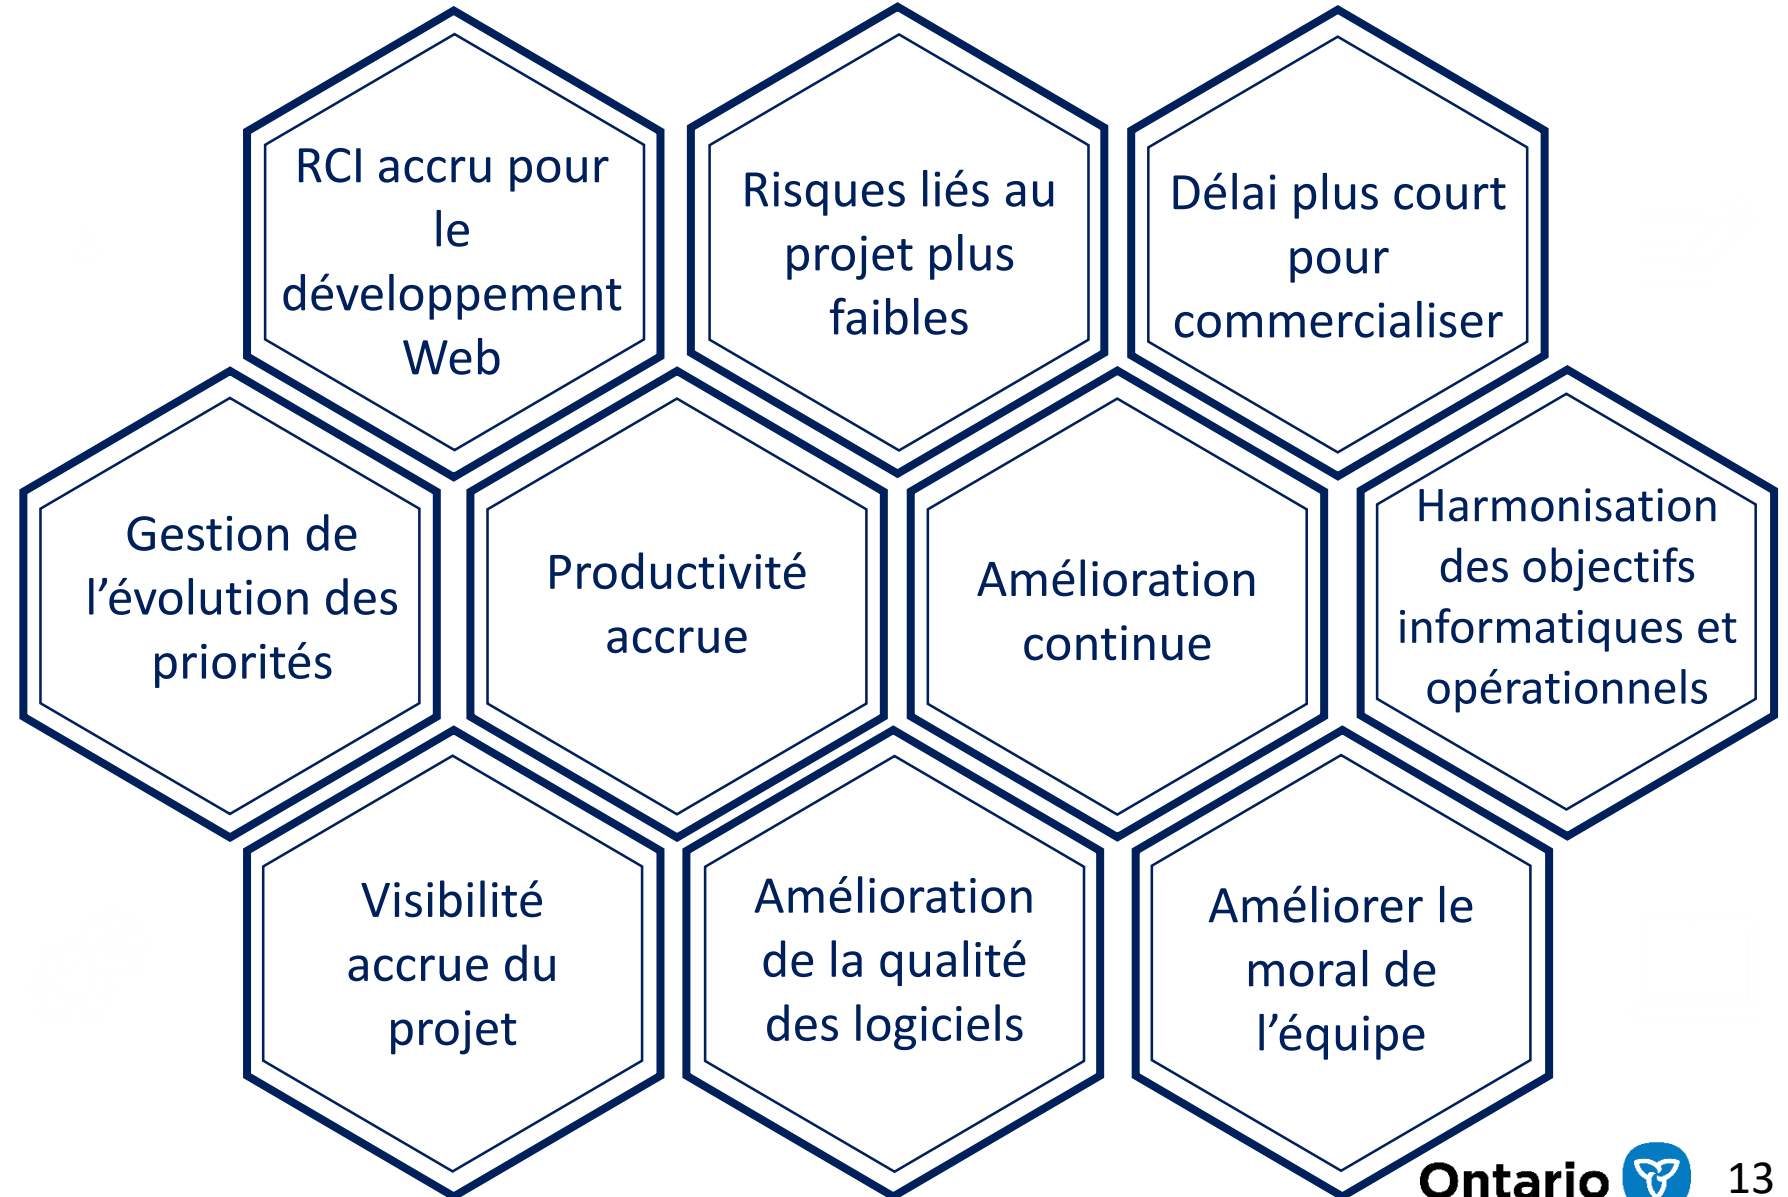 RCI accru pour
le
développement
Web
Risques liés au
projet plus
faibles
Délai plus court
pour
commercialiser
Gestion de
l’évolution des
priorités
Productivité
accrue
Amélioration
continue
Harmonisation
des objectifs
informatiques et
opérationnels
Visibilité
accrue du
projet
Amélioration
de la qualité
des logiciels
Améliorer le
moral de
l’équipe
Ontario
13